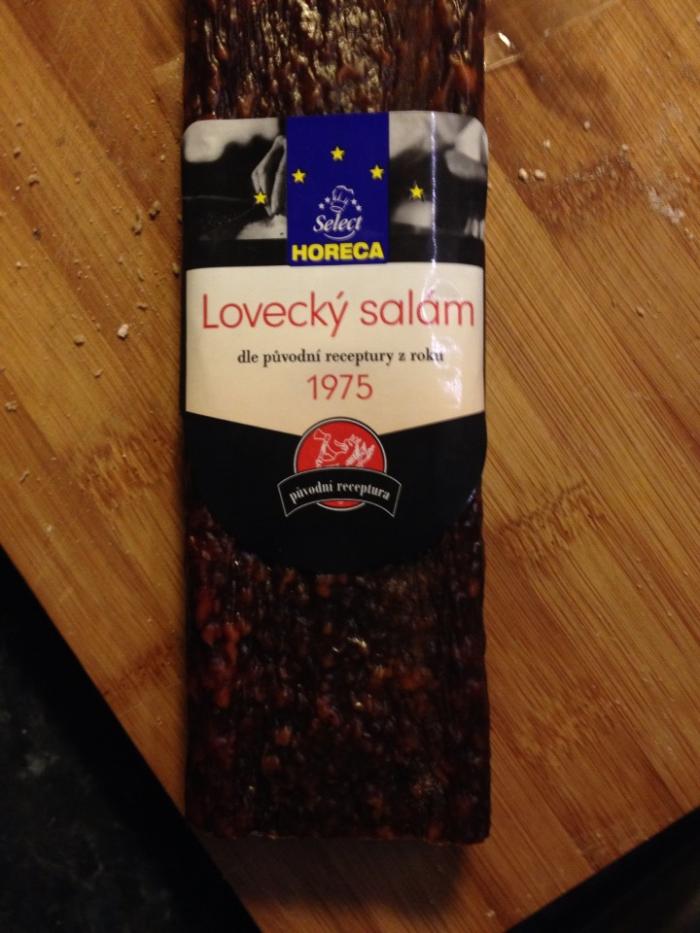 Select
HORECA
Lovecký salám
dle původní receptury z roku
1975
původní receptura